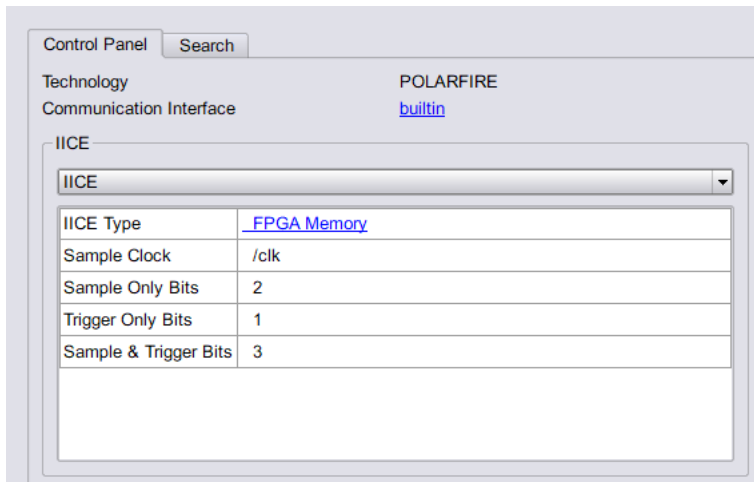 Control Panel Search
Technology POLARFIRE
Communication Interface builtin
IICE
IICE
IICE Type FPGA Memory
Sample Clock /clk
Sample Only Bits 2
Trigger Only Bits 1
Sample & Trigger Bits 3